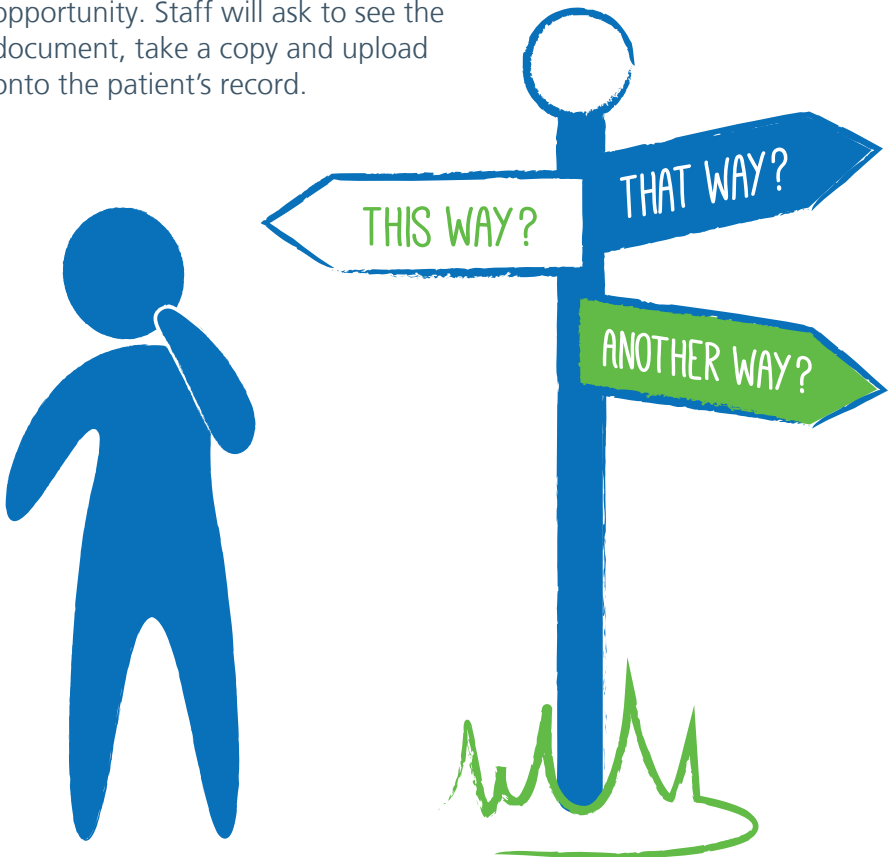 opportunity. Staff will ask to see the
document, take a copy and upload
onto the patient’s record.
THIS WAY?
THAT WAY?
ANOTHER WAY?